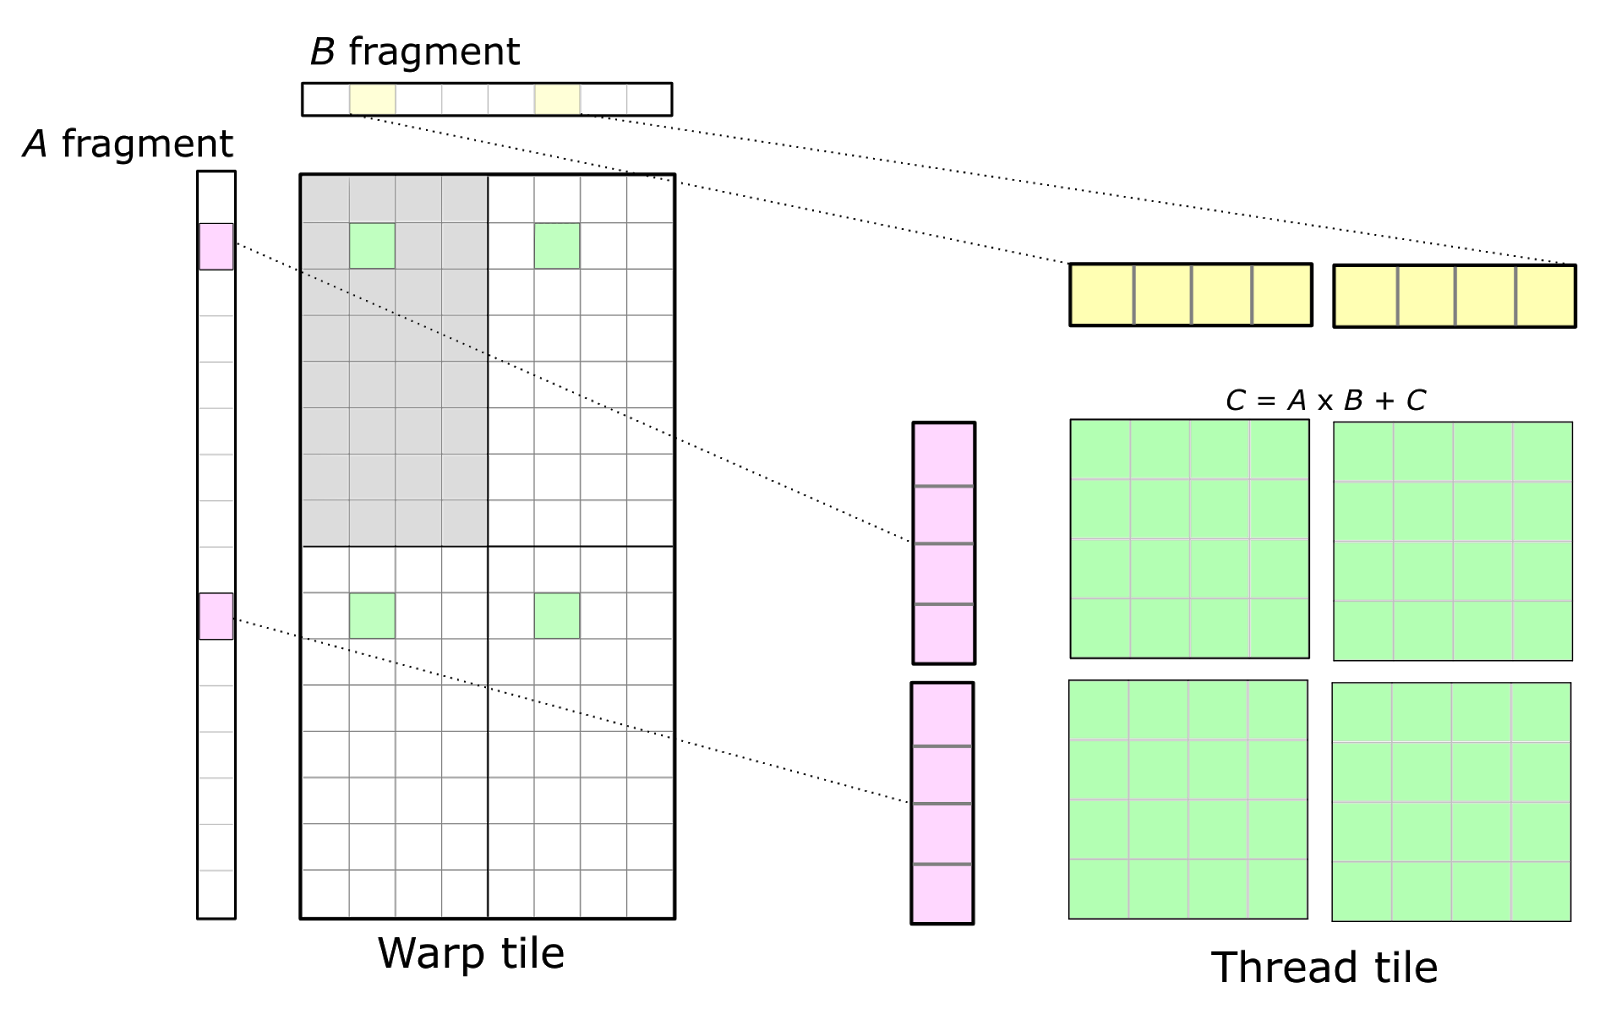 B fragment
A fragment
C = A x B + C
Warp tile
Thread tile